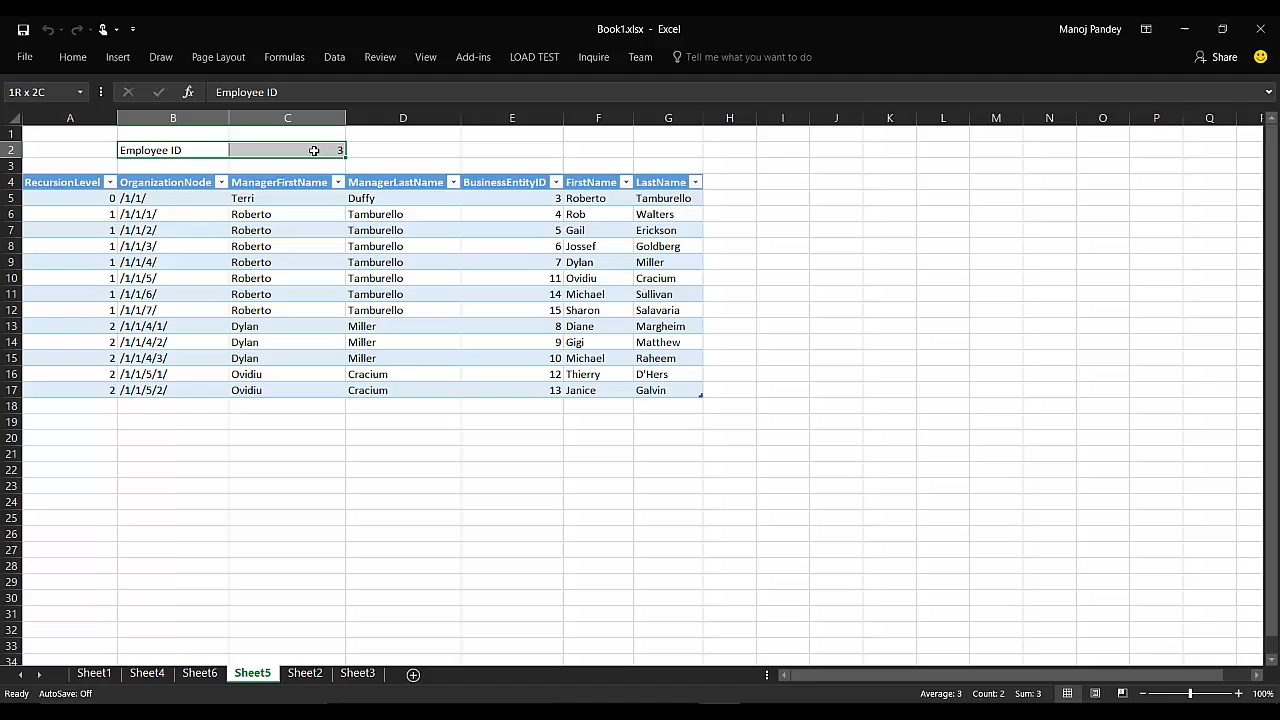 Book1.xlsx - Excel
Manoj Pandey
File Home Insert Draw Page Layout Formulas Data Review View Add-ins LOAD TEST Inquire Team Tell me what you want to do Share
1R x 2C fx Employee ID
A B C D E F G H I J K L M N O P Q R
1
2 Employee ID 3
3
4 RecursionLevel OrganizationNode ManagerFirstName ManagerLastName BusinessEntityID FirstName LastName
5 0 /1/1/ Terri Duffy 3 Roberto Tamburello
6 1 /1/1/1/ Roberto Tamburello 4 Rob Walters
7 1 /1/1/2/ Roberto Tamburello 5 Gail Erickson
8 1 /1/1/3/ Roberto Tamburello 6 Jossef Goldberg
9 1 /1/1/4/ Roberto Tamburello 7 Dylan Miller
10 1 /1/1/5/ Roberto Tamburello 11 Ovidiu Cracium
11 1 /1/1/6/ Roberto Tamburello 14 Michael Sullivan
12 1 /1/1/7/ Roberto Tamburello 15 Sharon Salavaria
13 2 /1/1/4/1/ Dylan Miller 8 Diane Margheim
14 2 /1/1/4/2/ Dylan Miller 9 Gigi Matthew
15 2 /1/1/4/3/ Dylan Miller 10 Michael Raheem
16 2 /1/1/5/1/ Ovidiu Cracium 12 Thierry D'Hers
17 2 /1/1/5/2/ Ovidiu Cracium 13 Janice Galvin
18
19
20
21
22
23
24
25
26
27
28
29
30
31
32
33
34
Sheet1 Sheet4 Sheet6 Sheet5 Sheet2 Sheet3
Ready AutoSave: Off Average: 3 Count: 2 Sum: 3 100%